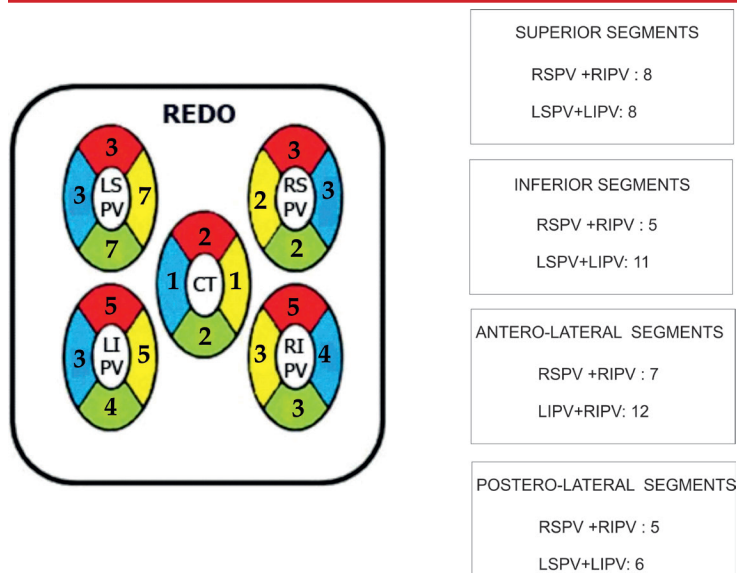 REDO
3
3 LS PV 7
7
3
2 RS PV 3
2
2
1 CT 1
2
5
3 LI PV 5
4
5
3 RI PV 4
3
SUPERIOR SEGMENTS
RSPV +RIPV : 8
LSPV+LIPV: 8
INFERIOR SEGMENTS
RSPV +RIPV : 5
LSPV+LIPV: 11
ANTERO-LATERAL SEGMENTS
RSPV +RIPV : 7
LIPV+RIPV: 12
POSTERO-LATERAL SEGMENTS
RSPV +RIPV : 5
LSPV+LIPV: 6